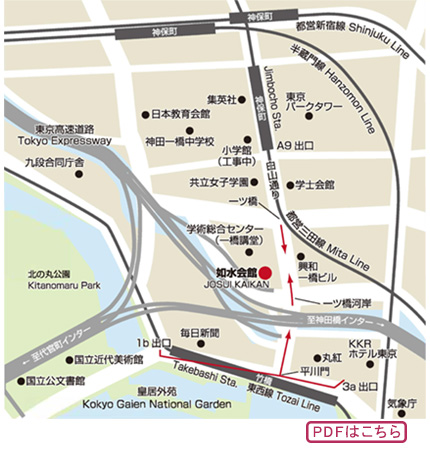 神保町
神保町
都営新宿線 Shinjuku Line
半蔵門線 Hanzomon Line
Jimbocho Sta.
神保町
集英社
東京
パークタワー
日本教育会館
神田一橋中学校
東京高速道路
Tokyo Expressway
小学館
(工事中)
A9 出口
九段合同庁舎
共立女子学園
白山通り
学士会館
一ツ橋
都営三田線 Mita Line
学術総合センター
(一橋講堂)
北の丸公園
Kitanomaru Park
如水会館
JOSUI KAIKAN
興和
一橋ビル
一ツ橋河岸
至神田橋インター
毎日新聞
1b 出口
至代官町インター
国立近代美術館
丸紅
KKR
ホテル東京
竹橋
Takebashi Sta.
平川門
国立公文書館
東西線 Tozai Line
3a 出口
皇居外苑
Kokyo Gaien National Garden
気象庁
PDFはこちら